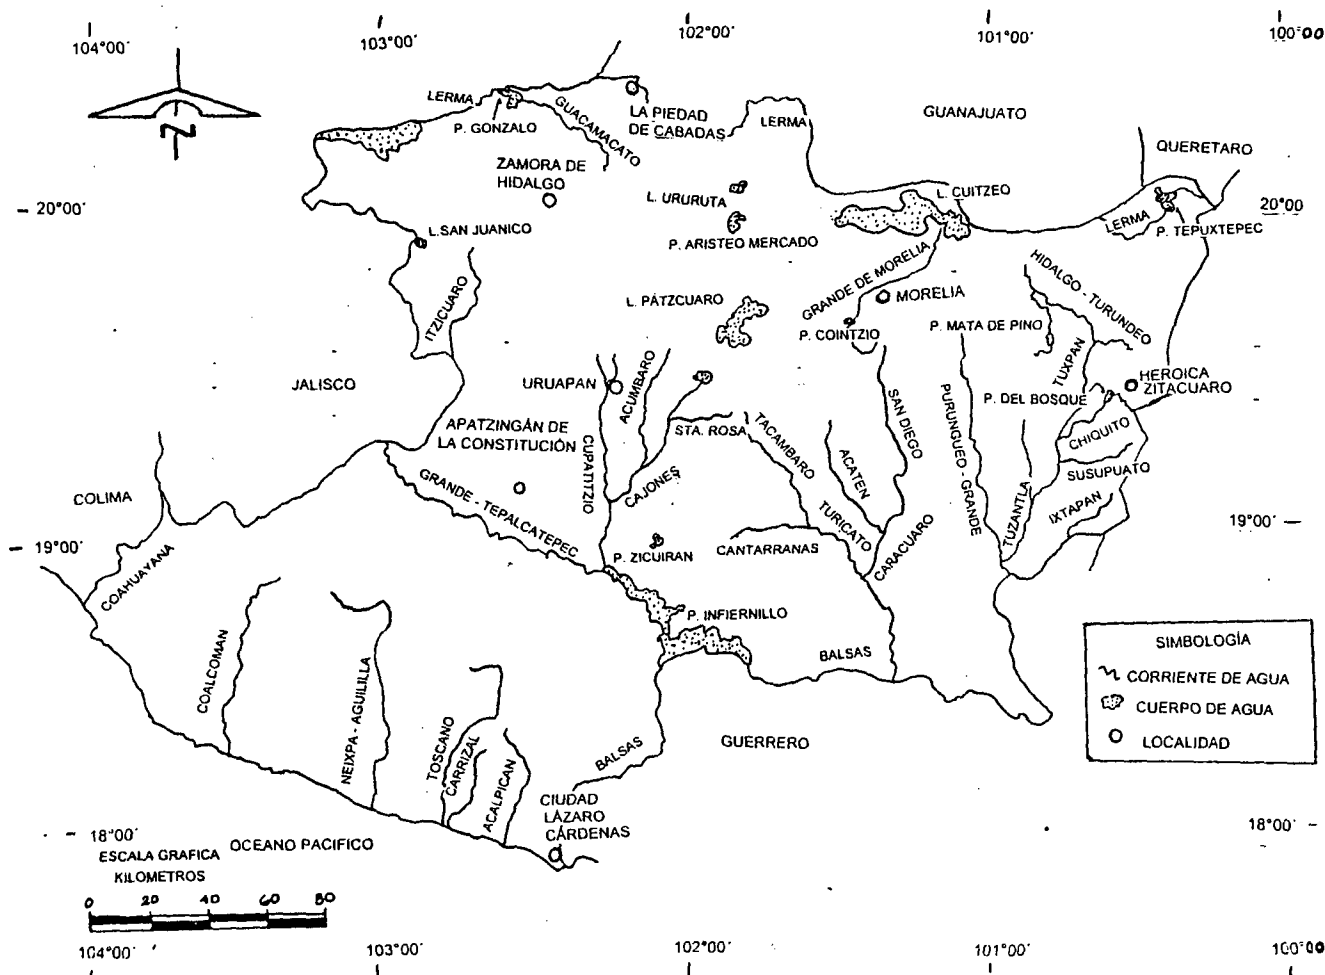 104°00'
103°00'
102°00'
101°00'
100°00
N
LERMA
P. GONZALO
GUACAMACATO
LA PIEDAD
DE CABADAS
LERMA
GUANAJUATO
QUERETARO
ZAMORA DE
HIDALGO
L. URURUTA
L. CUITZEO
LERMA
P. TEPUXTEPEC
20°00'
20°00
L. SAN JUANICO
P. ARISTEO MERCADO
GRANDE DE MORELIA
HIDALGO - TURUNDEO
ITZICUARO
L. PÁTZCUARO
MORELIA
P. COINTZIO
P. MATA DE PINO
TUXPAN
JALISCO
URUAPAN
ACUMBARO
HEROICA
ZITACUARO
P. DEL BOSQUE
APATZINGÁN DE
LA CONSTITUCIÓN
CUPATITZIO
STA. ROSA
TACAMBARO
SAN DIEGO
PURUNGUEO - GRANDE
CHIQUITO
SUSUPUATO
COLIMA
GRANDE - TEPALCATEPEC
CAJONES
ACATEN
TURICATO
TUZANTLA
IXTAPAN
19°00'
19°00'
COAHUAYANA
P. ZICUIRAN
CANTARRANAS
CARACUARO
P. INFIERNILLO
COALCOMAN
NEIXPA - AGUILILLA
BALSAS
SIMBOLOGÍA
CORRIENTE DE AGUA
CUERPO DE AGUA
LOCALIDAD
TOSCANO
CARRIZAL
ACALPICAN
BALSAS
GUERRERO
CIUDAD
LÁZARO
CÁRDENAS
18°00'
18°00'
OCEANO PACIFICO
ESCALA GRAFICA
KILOMETROS
0 20 40 60 80
104°00'
103°00'
102°00'
101°00'
100°00